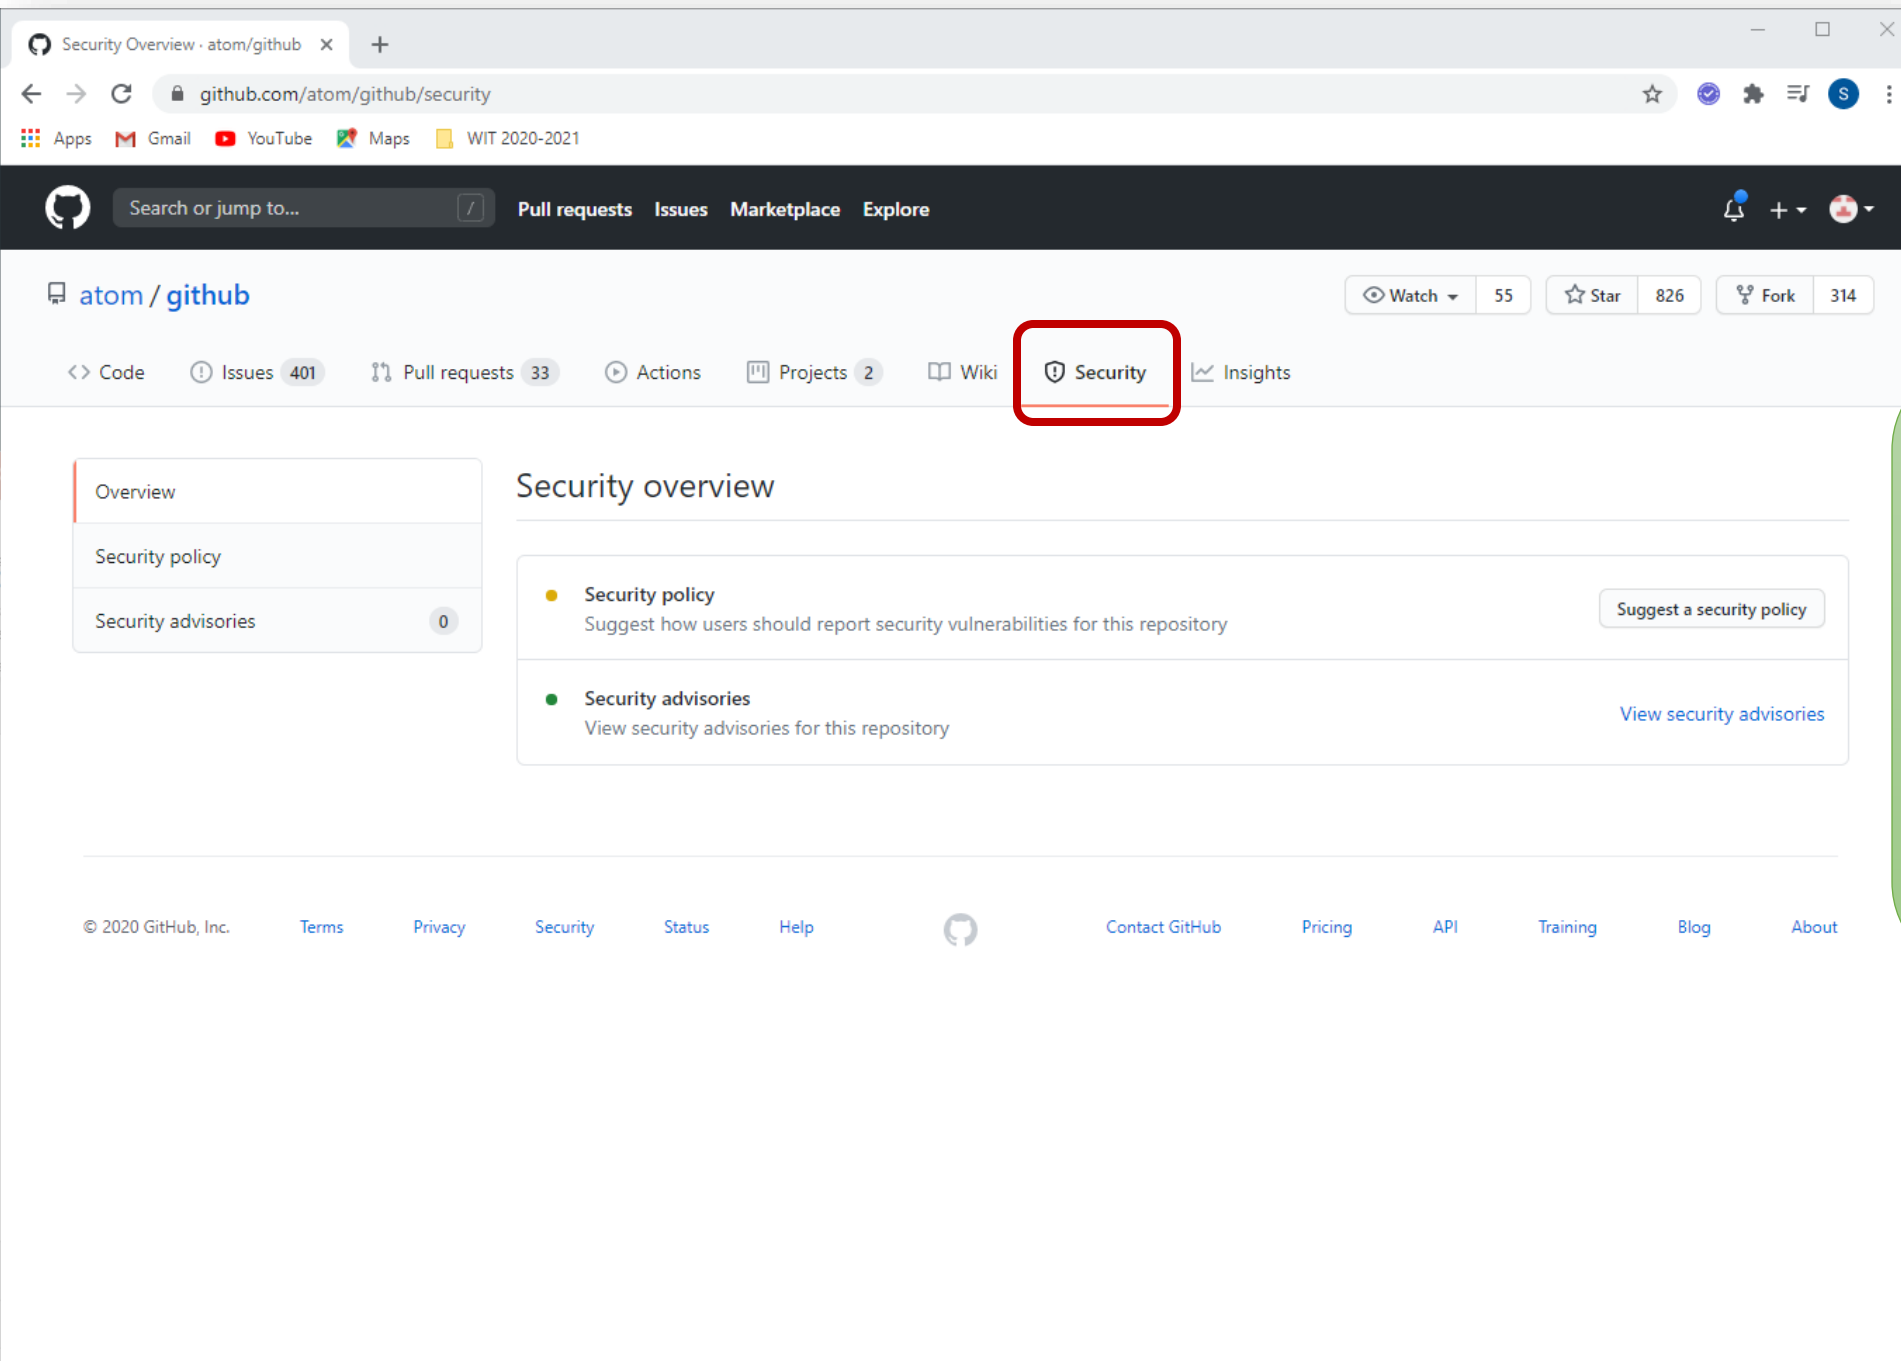 Security Overview · atom/github
github.com/atom/github/security
S
Apps Gmail YouTube Maps WIT 2020-2021
Search or jump to... / Pull requests Issues Marketplace Explore
atom / github Watch 55 Star 826 Fork 314
Code Issues 401 Pull requests 33 Actions Projects 2 Wiki Security Insights
Overview
Security policy
Security advisories 0
Security overview
Security policy
Suggest how users should report security vulnerabilities for this repository
Suggest a security policy
Security advisories
View security advisories for this repository
View security advisories
© 2020 GitHub, Inc. Terms Privacy Security Status Help Contact GitHub Pricing API Training Blog About